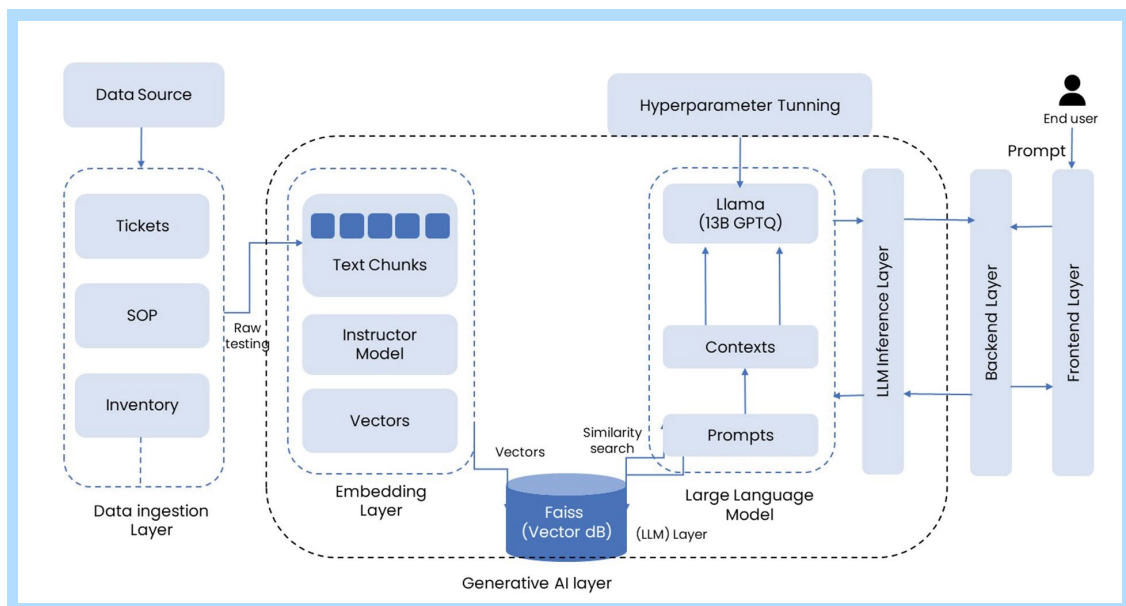 Data Source
Tickets
SOP
Inventory
Data ingestion
Layer
Raw
testing
Text Chunks
Instructor
Model
Vectors
Embedding
Layer
Vectors
Faiss
(Vector dB)
Similarity
search
(LLM) Layer
Hyperparameter Tunning
Llama
(13B GPTQ)
Contexts
Prompts
Large Language
Model
Generative AI layer
LLM Inference Layer
Backend Layer
End user
Prompt
Frontend Layer